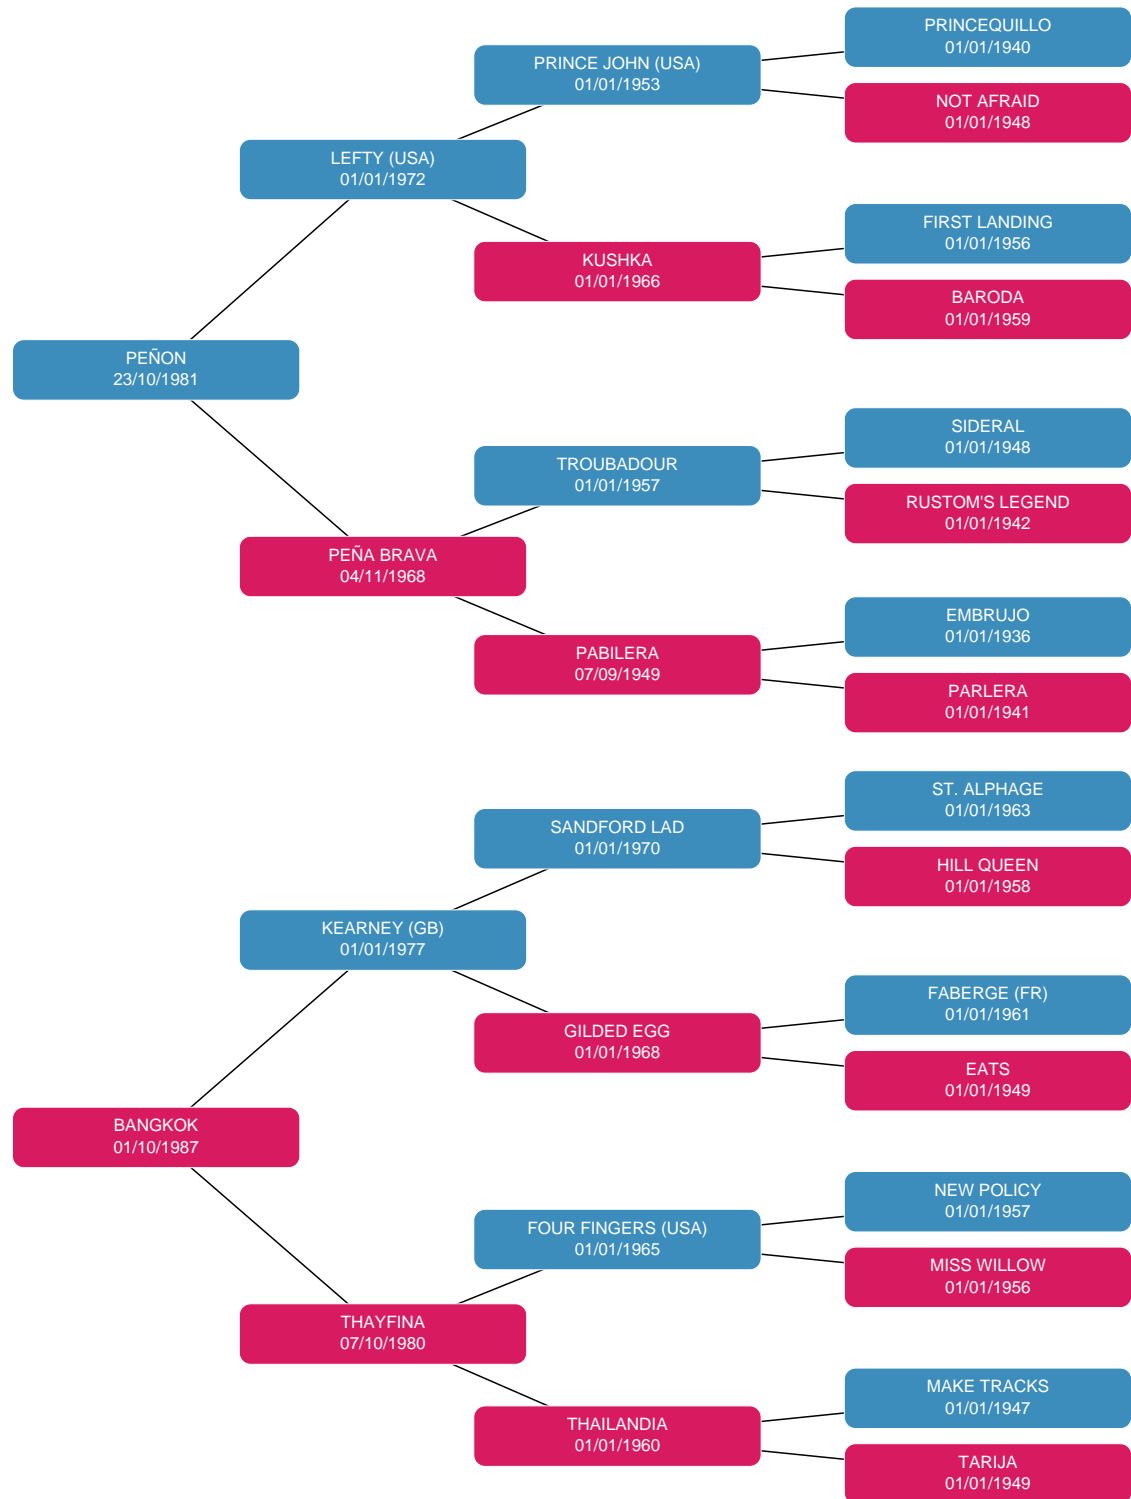 PRINCEQUILLO
01/01/1940
PRINCE JOHN (USA)
01/01/1953
NOT AFRAID
01/01/1948
LEFTY (USA)
01/01/1972
FIRST LANDING
01/01/1956
KUSHKA
01/01/1966
BARODA
01/01/1959
PEÑON
23/10/1981
SIDERAL
01/01/1948
TROUBADOUR
01/01/1957
RUSTOM'S LEGEND
01/01/1942
PEÑA BRAVA
04/11/1968
EMBRUJO
01/01/1936
PABILERA
07/09/1949
PARLERA
01/01/1941
ST. ALPHAGE
01/01/1963
SANDFORD LAD
01/01/1970
HILL QUEEN
01/01/1958
KEARNEY (GB)
01/01/1977
FABERGE (FR)
01/01/1961
GILDED EGG
01/01/1968
EATS
01/01/1949
BANGKOK
01/10/1987
NEW POLICY
01/01/1957
FOUR FINGERS (USA)
01/01/1965
MISS WILLOW
01/01/1956
THAYFINA
07/10/1980
MAKE TRACKS
01/01/1947
THAILANDIA
01/01/1960
TARIJA
01/01/1949